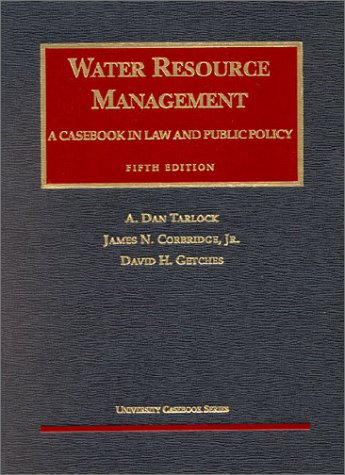 WATER RESOURCE
MANAGEMENT
A CASEBOOK IN LAW AND PUBLIC POLICY
FIFTH EDITION
A. DAN TARLOCK
JAMES N. CORBRIDGE, JR.
DAVID H. GETCHES
UNIVERSITY CASEBOOK SERIES